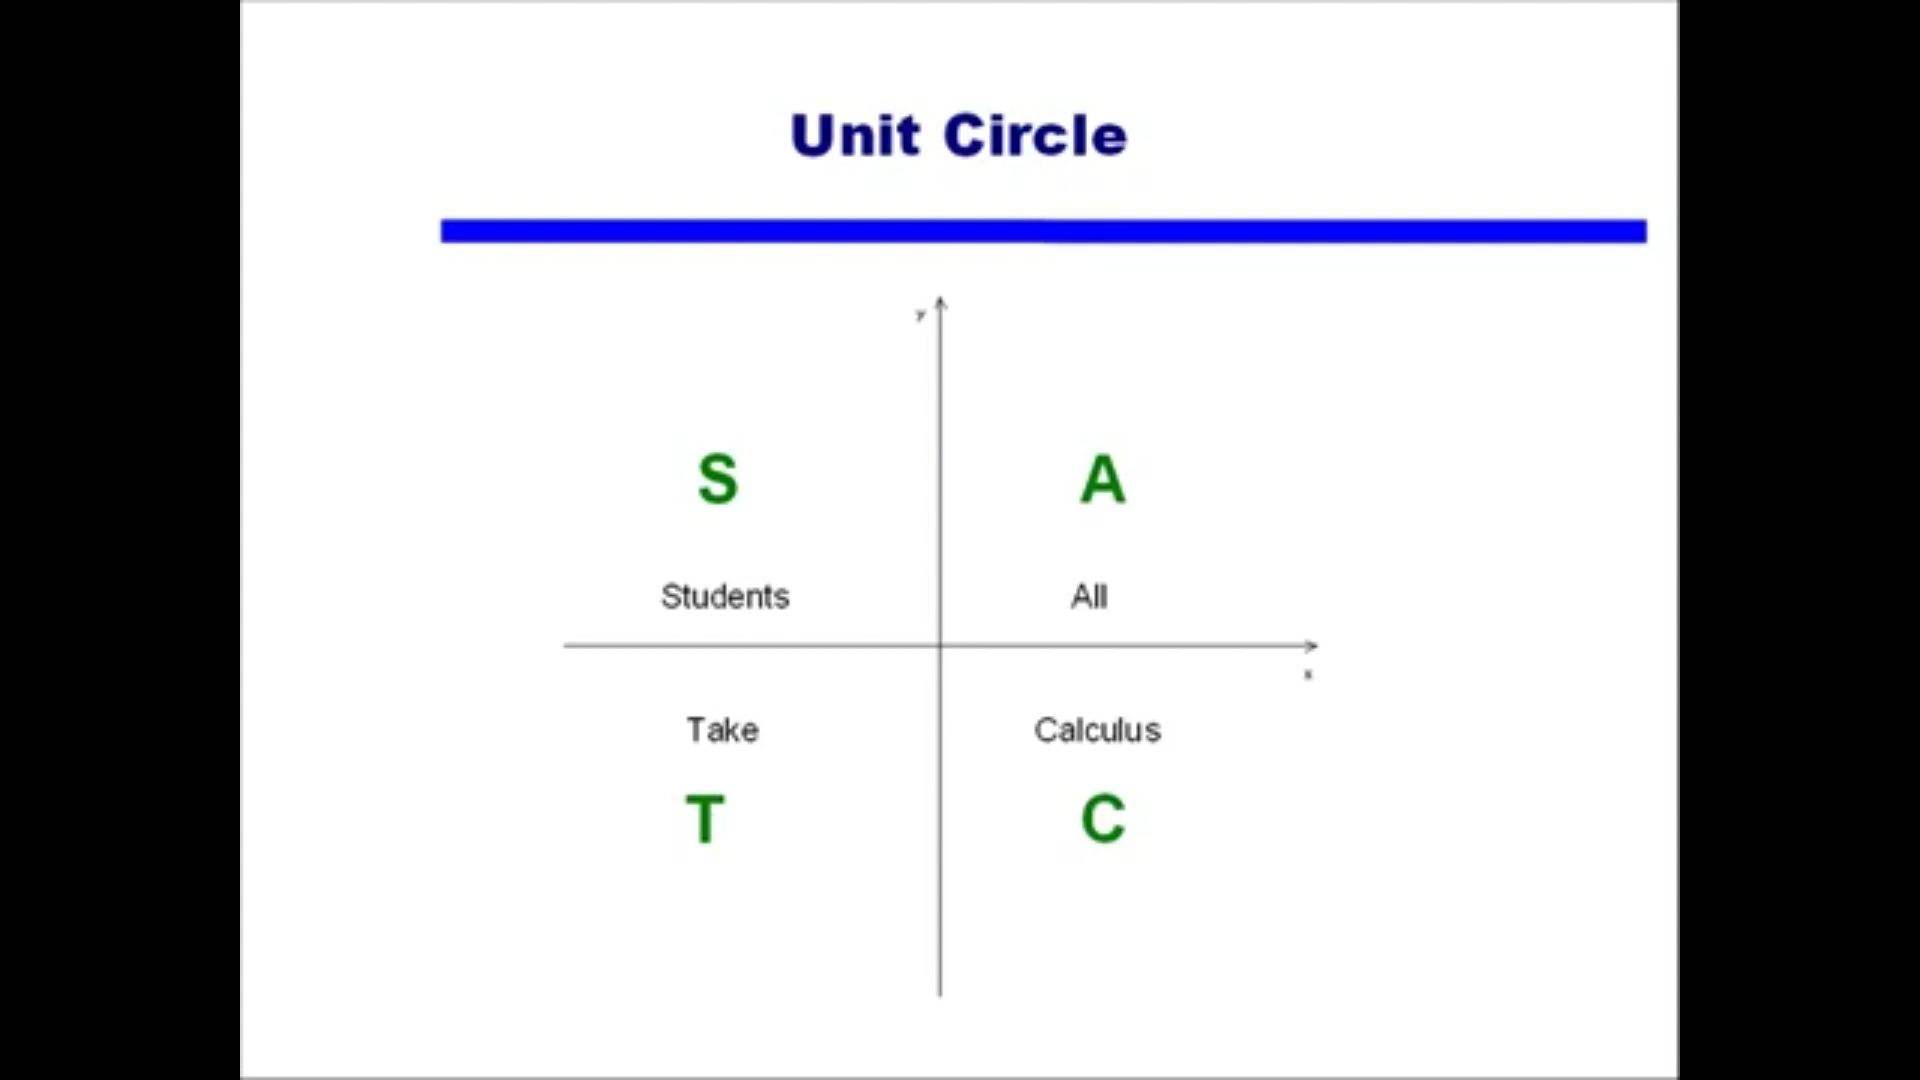 Unit Circle
y
S A
Students All
x
Take Calculus
T C